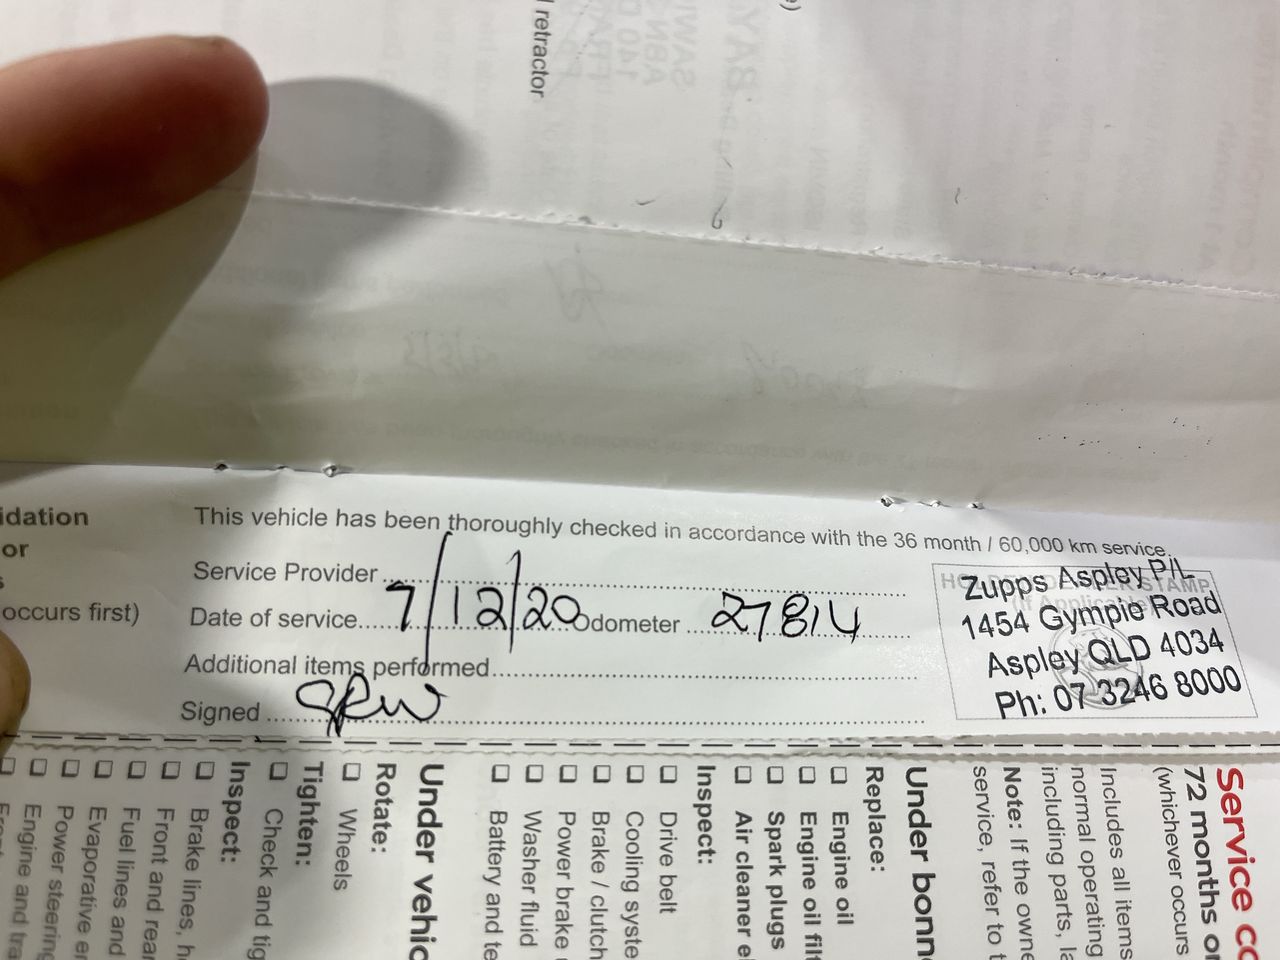 l retractor
This vehicle has been thoroughly checked in accordance with the 36 month / 60,000 km service.
Service Provider
Date of service 7/12/20 Odometer 27814
Additional items performed
Signed
Zupps Aspley P/L
1454 Gympie Road
Aspley QLD 4034
Ph: 07 3246 8000
idation
or
s
occurs first)
Service co
72 months or
(whichever occurs
Includes all items
normal operating
including parts, la
Note: If the owne
service, refer to t
Under bonn
Replace:
Engine oil
Engine oil filt
Spark plugs
Air cleaner e
Inspect:
Drive belt
Cooling syste
Brake / clutch
Power brake
Washer fluid
Battery and te
Under vehic
Rotate:
Wheels
Tighten:
Check and tig
Inspect:
Brake lines, h
Front and rear
Fuel lines and
Evaporative e
Power steering
Engine and tra